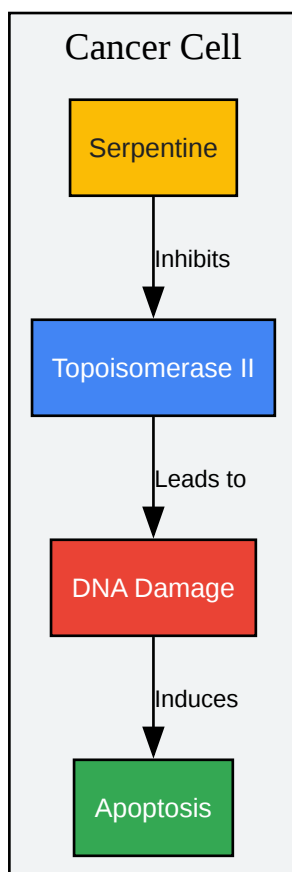 Cancer Cell
Serpentine
Inhibits
Topoisomerase II
Leads to
DNA Damage
Induces
Apoptosis